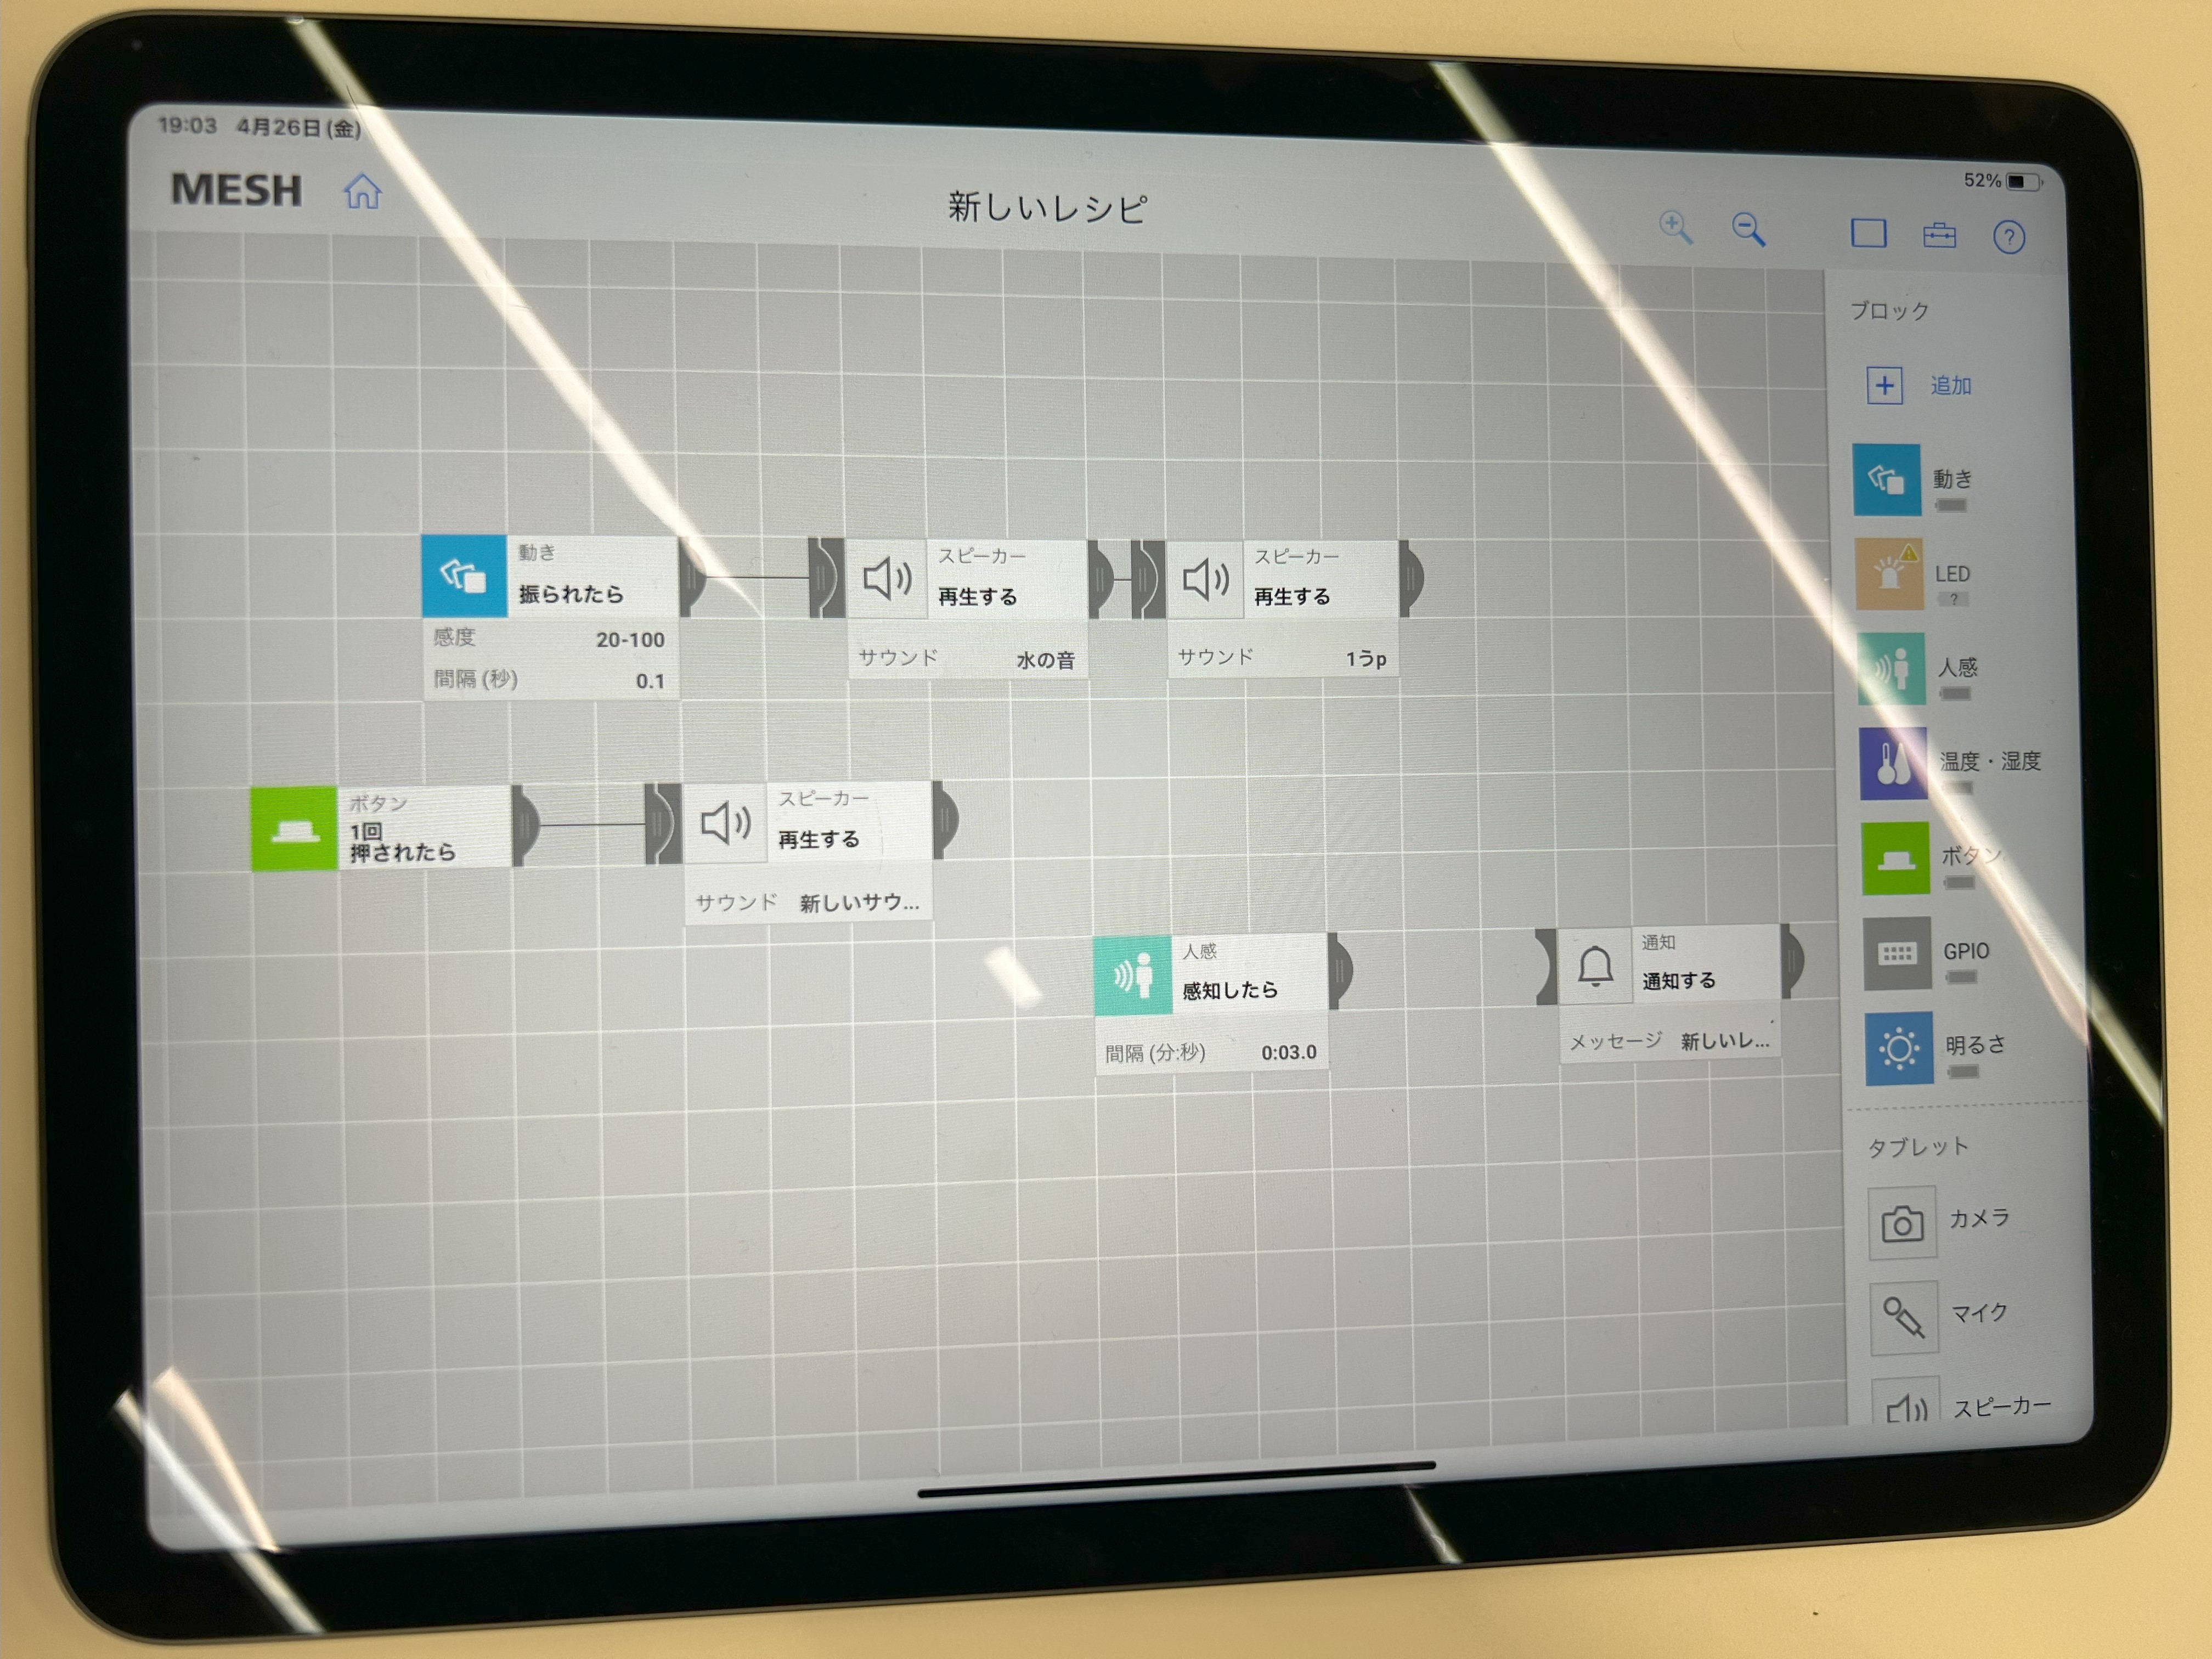 19:03 4月26日(金)
52%
MESH
新しいレシピ
ブロック
追加
動き
LED
?
人感
温度・湿度
ボタン
GPIO
明るさ
タブレット
カメラ
マイク
スピーカー
動き
振られたら
感度 20-100
間隔 (秒) 0.1
スピーカー
再生する
サウンド 水の音
スピーカー
再生する
サウンド 1うp
ボタン
1回
押されたら
スピーカー
再生する
サウンド 新しいサウ...
人感
感知したら
間隔 (分:秒) 0:03.0
通知
通知する
メッセージ 新しいレ...